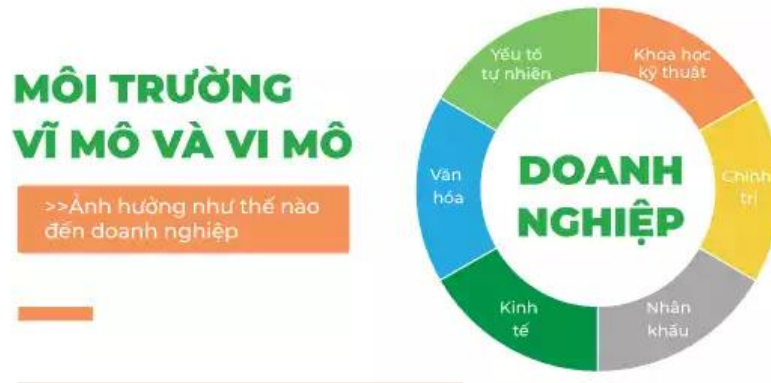 MÔI TRƯỜNG
VĨ MÔ VÀ VI MÔ
>>Ảnh hưởng như thế nào
đến doanh nghiệp
Yếu tố
tự nhiên
Khoa học
kỹ thuật
Văn
hóa
DOANH
NGHIỆP
Chính
trị
Kinh
tế
Nhân
khẩu